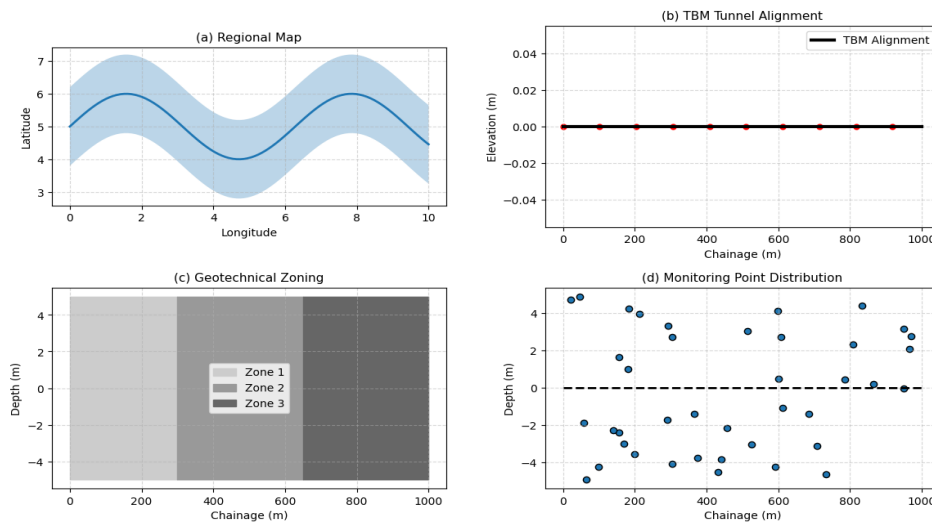 (a) Regional Map
7
6
5
4
3
Latitude
0 2 4 6 8 10
Longitude
(b) TBM Tunnel Alignment
TBM Alignment
0.04
0.02
0.00
−0.02
−0.04
Elevation (m)
0 200 400 600 800 1000
Chainage (m)
(c) Geotechnical Zoning
4
2
0
−2
−4
Depth (m)
Zone 1
Zone 2
Zone 3
0 200 400 600 800 1000
Chainage (m)
(d) Monitoring Point Distribution
4
2
0
−2
−4
Depth (m)
0 200 400 600 800 1000
Chainage (m)